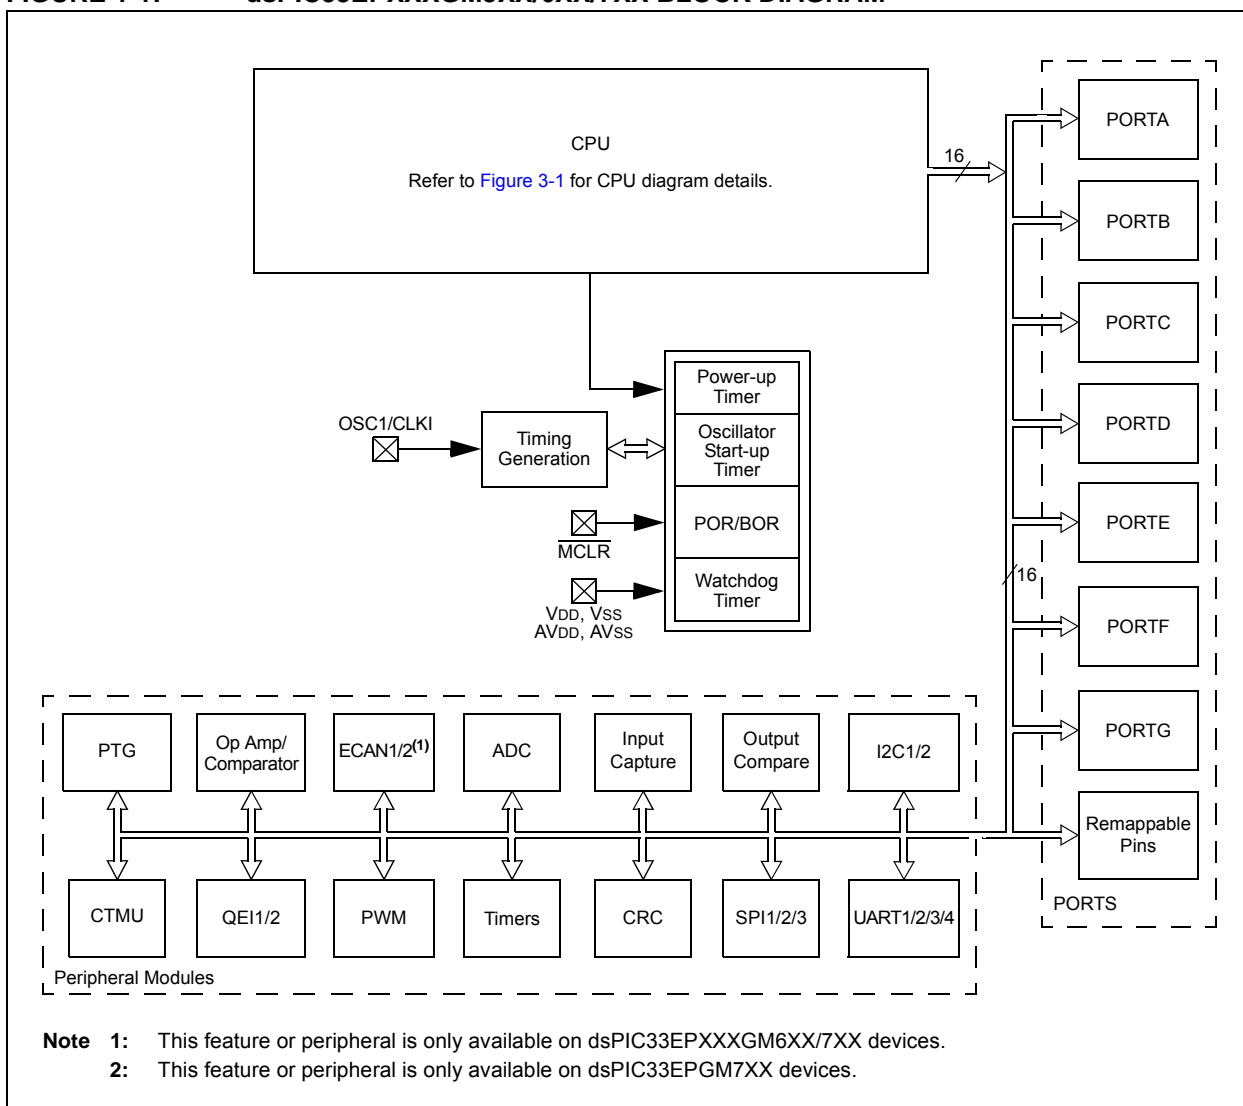 CPU
Refer to Figure 3-1 for CPU diagram details.
16
PORTA
PORTB
PORTC
PORTD
PORTE
16
PORTF
PORTG
Remappable
Pins
PORTS
Power-up
Timer
OSC1/CLKI
Timing
Generation
Oscillator
Start-up
Timer
POR/BOR
MCLR
Watchdog
Timer
VDD, VSS
AVDD, AVSS
PTG
Op Amp/
Comparator
ECAN1/2(1)
ADC
Input
Capture
Output
Compare
I2C1/2
CTMU
QEI1/2
PWM
Timers
CRC
SPI1/2/3
UART1/2/3/4
Peripheral Modules
Note 1: This feature or peripheral is only available on dsPIC33EPXXXGM6XX/7XX devices.
2: This feature or peripheral is only available on dsPIC33EPGM7XX devices.